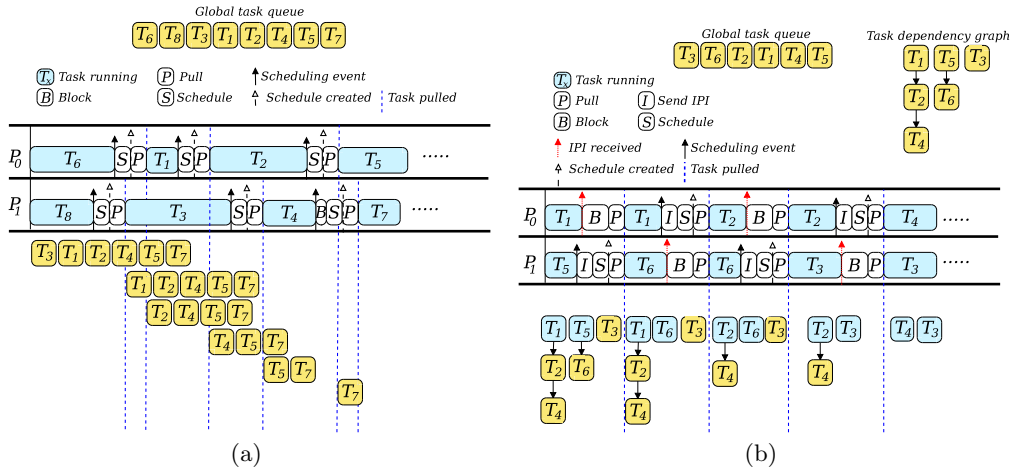 Global task queue
T6 T8 T3 T1 T2 T4 T5 T7
Tx Task running
P Pull
Scheduling event
B Block
S Schedule
Schedule created
Task pulled
P0 T6 S P T1 S P T2 S P T5 .....
P1 T8 S P T3 S P T4 B S P T7 .....
T3 T1 T2 T4 T5 T7
T1 T2 T4 T5 T7
T2 T4 T5 T7
T4 T5 T7
T5 T7
T7
(a)
Global task queue
T3 T6 T2 T1 T4 T5
Task dependency graph
T1 T5 T3
T2 T6
T4
Tx Task running
P Pull
I Send IPI
B Block
S Schedule
IPI received
Scheduling event
Schedule created
Task pulled
P0 T1 B P T1 I S P T2 B P T2 I S P T4 .....
P1 T5 I S P T6 B P T6 I S P T3 B P T3 .....
T1 T5 T3 T1 T6 T3 T2 T6 T3 T2 T3 T4 T3
T2 T6 T2 T4 T4
T4 T4
(b)